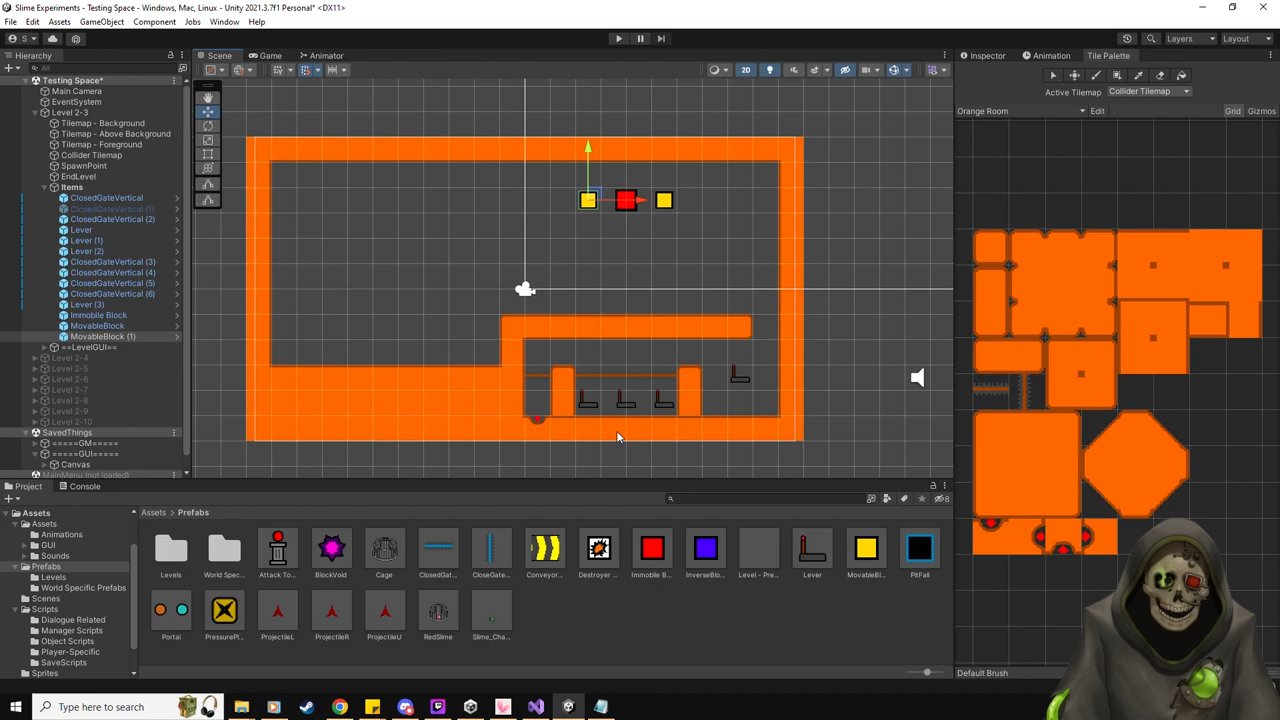 Slime Experiments - Testing Space - Windows, Mac, Linux - Unity 2021.3.7f1 Personal* <DX11>
File Edit Assets GameObject Component Jobs Window Help
S
Layers Layout
Hierarchy
Scene Game Animator
Inspector Animation Tile Palette
All
2D
Active Tilemap Collider Tilemap
Orange Room Edit Grid Gizmos
Testing Space*
Main Camera
EventSystem
Level 2-3
Tilemap - Background
Tilemap - Above Background
Tilemap - Foreground
Collider Tilemap
SpawnPoint
EndLevel
Items
ClosedGateVertical
ClosedGateVertical (1)
ClosedGateVertical (2)
Lever
Lever (1)
Lever (2)
ClosedGateVertical (3)
ClosedGateVertical (4)
ClosedGateVertical (5)
ClosedGateVertical (6)
Lever (3)
Immobile Block
MovableBlock
MovableBlock (1)
==LevelGUI==
Level 2-4
Level 2-5
Level 2-6
Level 2-7
Level 2-8
Level 2-9
Level 2-10
SavedThings
=====GM=====
=====GUI=====
Canvas
MainMenu (not loaded)
Project Console
8
Assets
Assets
Animations
GUI
Sounds
Prefabs
Levels
World Specific Prefabs
Scenes
Scripts
Dialogue Related
Manager Scripts
Object Scripts
Player-Specific
SaveScripts
Sprites
Assets > Prefabs
Levels World Spec... Attack To... BlockVoid Cage ClosedGat... CloseGate... Conveyor... Destroyer ... Immobile B... InverseBlo... Level - Pre... Lever MovableBl... PitFall
Portal PressurePl... ProjectileL ProjectileR ProjectileU RedSlime Slime_Cha...
Default Brush
Type here to search